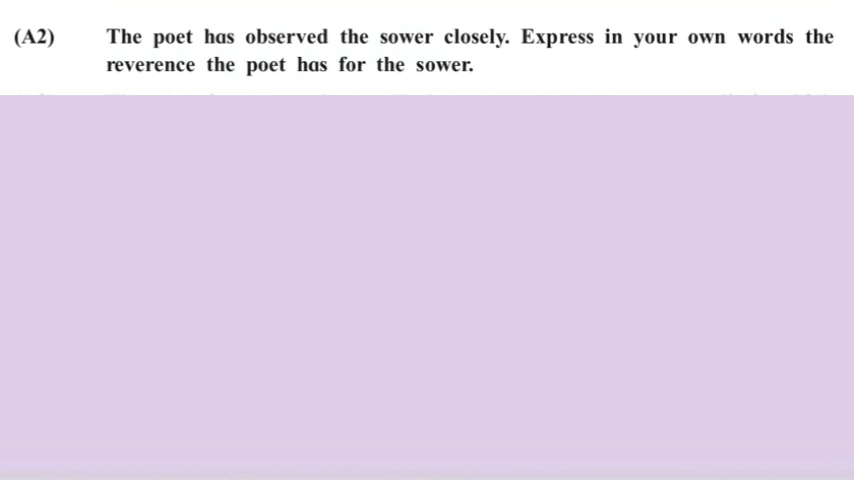 (A2) The poet has observed the sower closely. Express in your own words the
reverence the poet has for the sower.